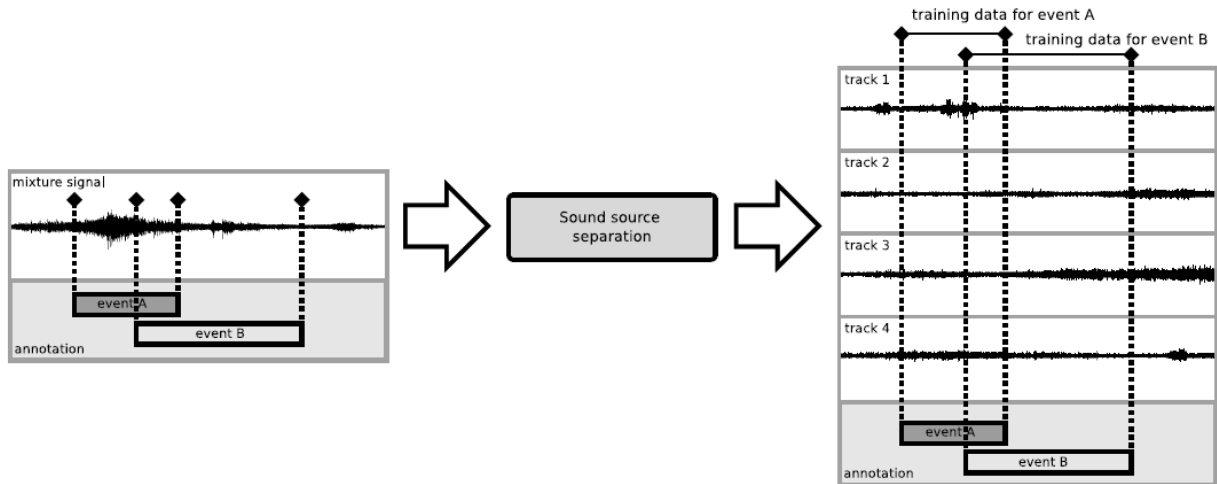 mixture signal
event A
event B
annotation
Sound source
separation
training data for event A
training data for event B
track 1
track 2
track 3
track 4
event A
event B
annotation